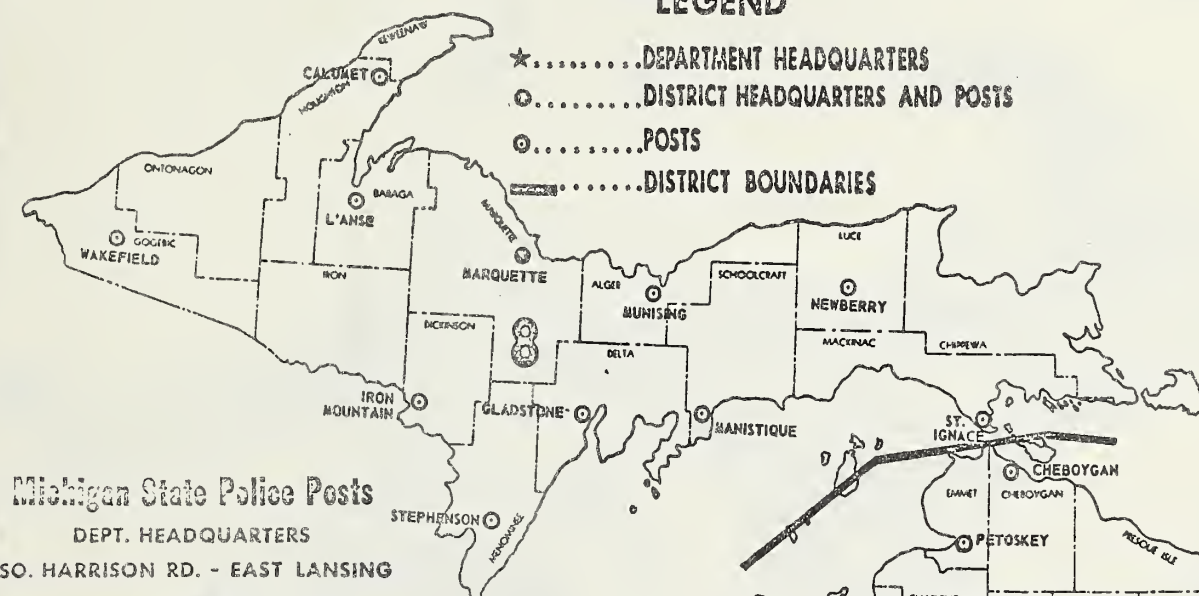 LEGEND
★.........DEPARTMENT HEADQUARTERS
.........DISTRICT HEADQUARTERS AND POSTS
.........POSTS
.......DISTRICT BOUNDARIES
KEWEENAW
CALUMET
HOUGHTON
ONTONAGON
BARAGA
L'ANSE
GOGEBIC
WAKEFIELD
IRON
MARQUETTE
MARQUETTE
ALGER
MUNISING
SCHOOLCRAFT
LUCE
NEWBERRY
DICKINSON
8
DELTA
MACKINAC
CHIPPEWA
IRON
MOUNTAIN
GLADSTONE
MANISTIQUE
ST.
IGNACE
CHEBOYGAN
EMMET
CHEBOYGAN
STEPHENSON
MENOMINEE
PETOSKEY
PRESQUE ISLE
Michigan State Police Posts
DEPT. HEADQUARTERS
SO. HARRISON RD. - EAST LANSING